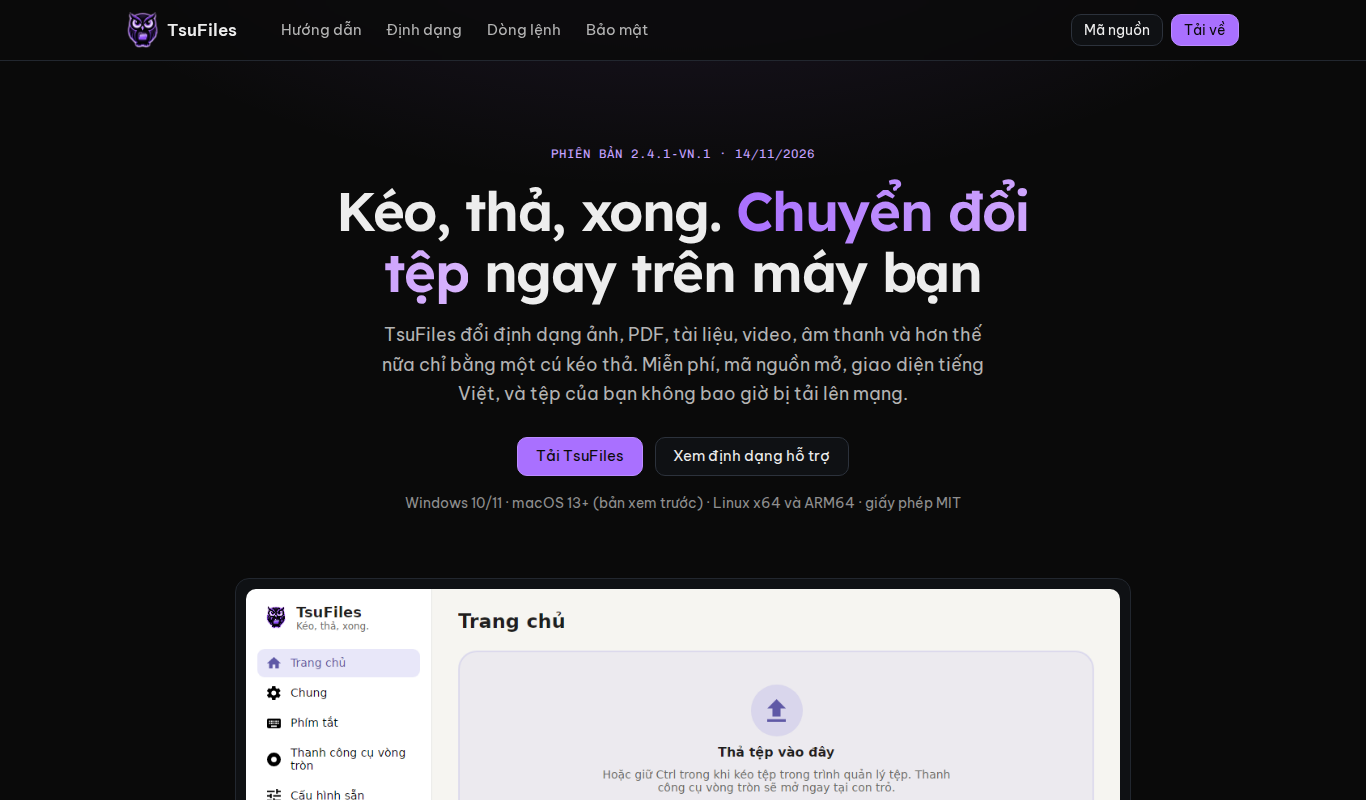 TsuFiles
Hướng dẫn
Định dạng
Dòng lệnh
Bảo mật
Mã nguồn
Tải về
PHIÊN BẢN 2.4.1-VN.1 · 14/11/2026
Kéo, thả, xong. Chuyển đổi
tệp ngay trên máy bạn
TsuFiles đổi định dạng ảnh, PDF, tài liệu, video, âm thanh và hơn thế
nữa chỉ bằng một cú kéo thả. Miễn phí, mã nguồn mở, giao diện tiếng
Việt, và tệp của bạn không bao giờ bị tải lên mạng.
Tải TsuFiles
Xem định dạng hỗ trợ
Windows 10/11 · macOS 13+ (bản xem trước) · Linux x64 và ARM64 · giấy phép MIT
TsuFiles
Kéo, thả, xong.
Trang chủ
Chung
Phím tắt
Thanh công cụ vòng
tròn
Cấu hình sẵn
Trang chủ
Thả tệp vào đây
Hoặc giữ Ctrl trong khi kéo tệp trong trình quản lý tệp. Thanh
công cụ vòng tròn sẽ mở ngay tại con trỏ.